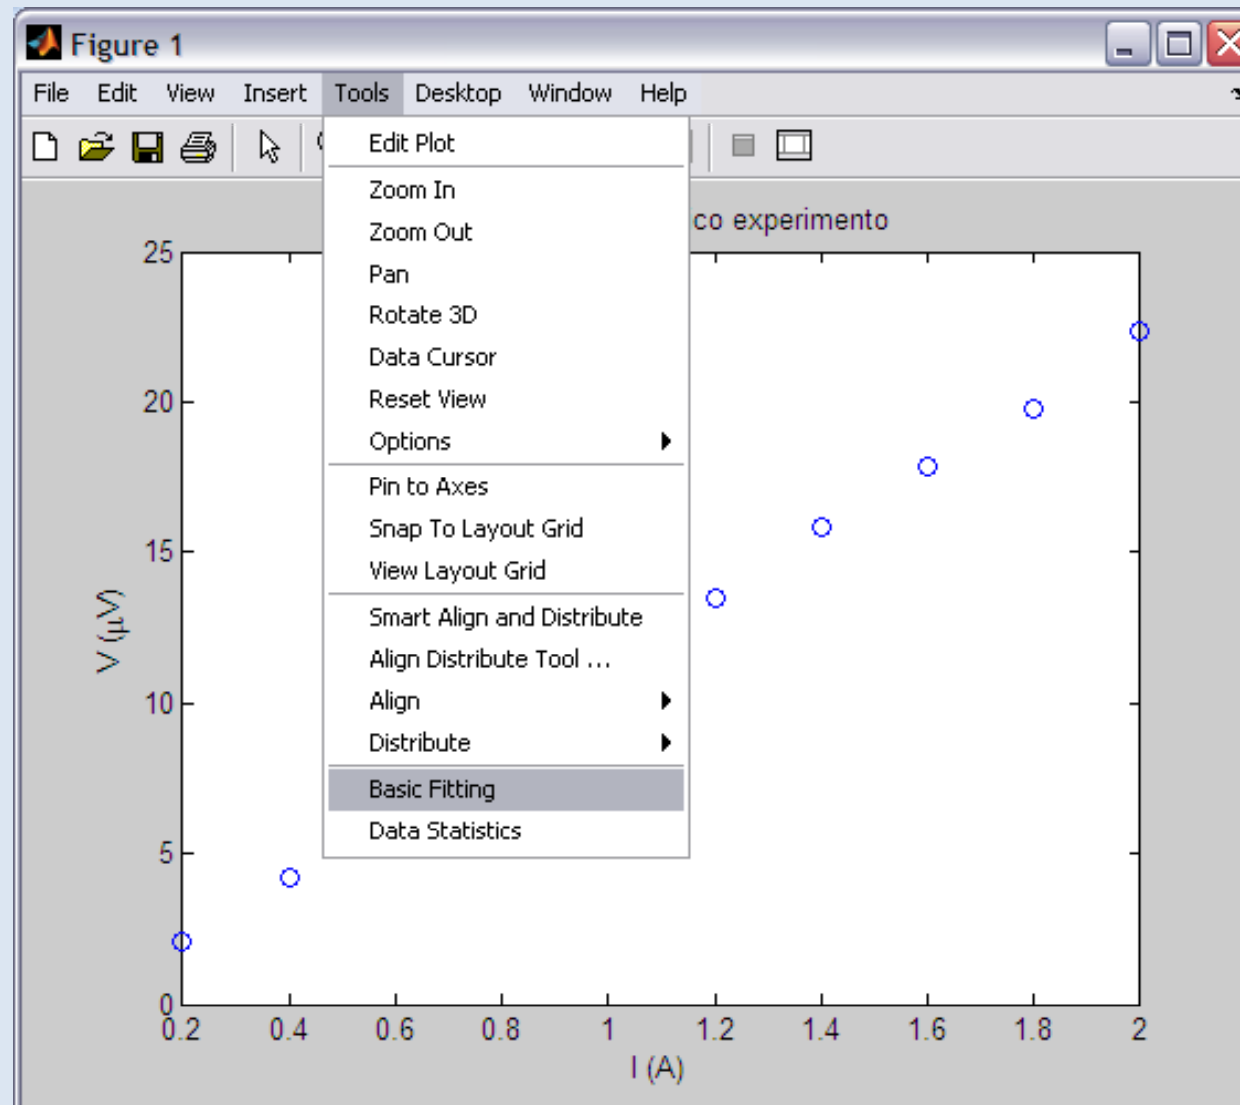 Figure 1
File Edit View Insert Tools Desktop Window Help
Edit Plot
Zoom In
Zoom Out
Pan
Rotate 3D
Data Cursor
Reset View
Options
Pin to Axes
Snap To Layout Grid
View Layout Grid
Smart Align and Distribute
Align Distribute Tool ...
Align
Distribute
Basic Fitting
Data Statistics
co experimento
25
20
15
10
5
0
V (μV)
0.2 0.4 0.6 0.8 1 1.2 1.4 1.6 1.8 2
I (A)